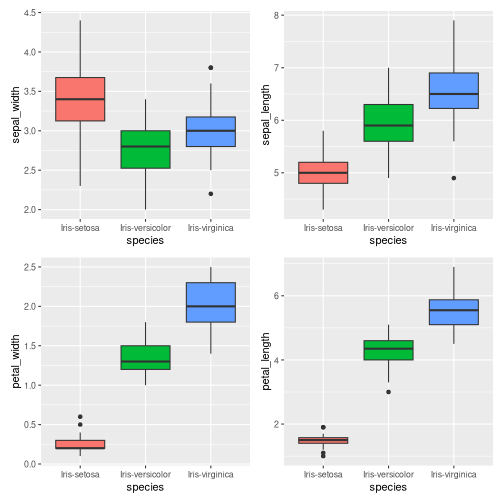 sepal_width
4.5
4.0
3.5
3.0
2.5
2.0
Iris-setosa Iris-versicolor Iris-virginica
species
sepal_length
8
7
6
5
Iris-setosa Iris-versicolor Iris-virginica
species
petal_width
2.5
2.0
1.5
1.0
0.5
0.0
Iris-setosa Iris-versicolor Iris-virginica
species
petal_length
6
4
2
Iris-setosa Iris-versicolor Iris-virginica
species